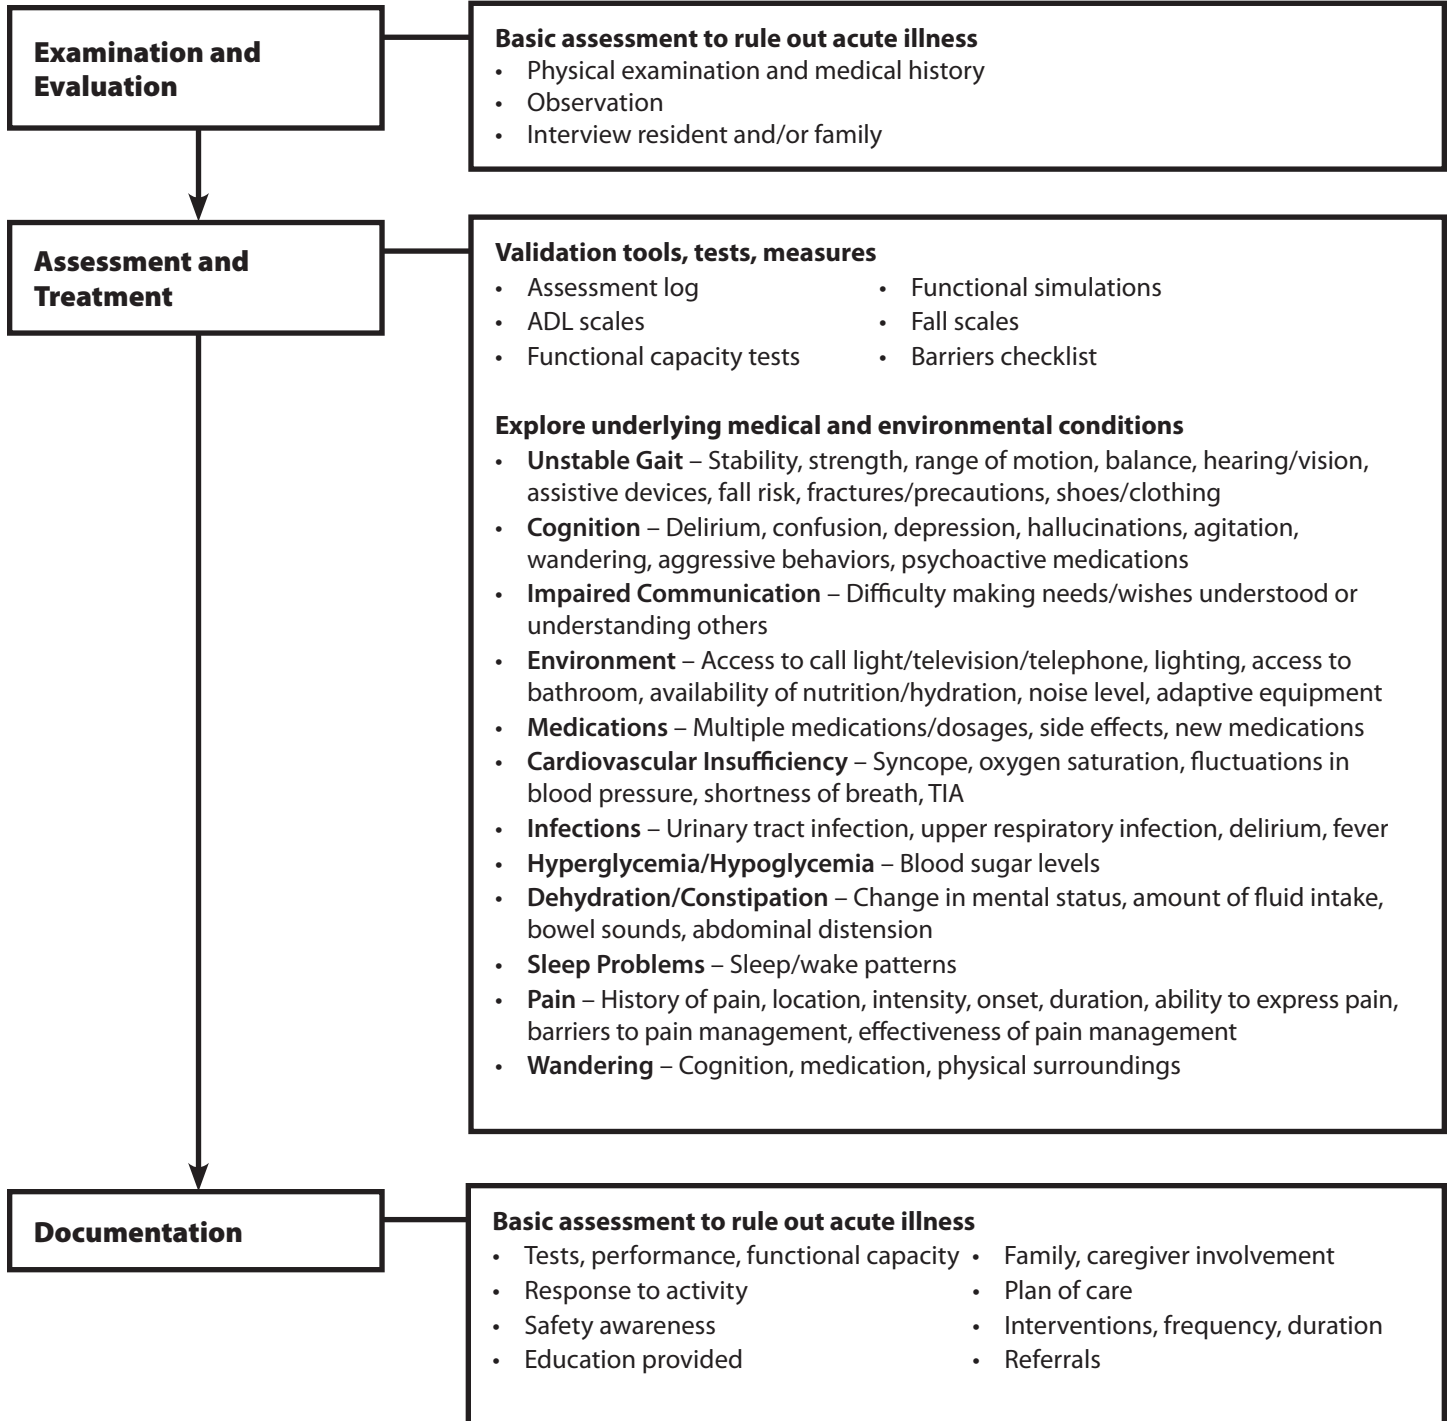 Examination and
Evaluation
Basic assessment to rule out acute illness
• Physical examination and medical history
• Observation
• Interview resident and/or family
Assessment and
Treatment
Validation tools, tests, measures
• Assessment log
• ADL scales
• Functional capacity tests
• Functional simulations
• Fall scales
• Barriers checklist
Explore underlying medical and environmental conditions
• Unstable Gait – Stability, strength, range of motion, balance, hearing/vision,
assistive devices, fall risk, fractures/precautions, shoes/clothing
• Cognition – Delirium, confusion, depression, hallucinations, agitation,
wandering, aggressive behaviors, psychoactive medications
• Impaired Communication – Difficulty making needs/wishes understood or
understanding others
• Environment – Access to call light/television/telephone, lighting, access to
bathroom, availability of nutrition/hydration, noise level, adaptive equipment
• Medications – Multiple medications/dosages, side effects, new medications
• Cardiovascular Insufficiency – Syncope, oxygen saturation, fluctuations in
blood pressure, shortness of breath, TIA
• Infections – Urinary tract infection, upper respiratory infection, delirium, fever
• Hyperglycemia/Hypoglycemia – Blood sugar levels
• Dehydration/Constipation – Change in mental status, amount of fluid intake,
bowel sounds, abdominal distension
• Sleep Problems – Sleep/wake patterns
• Pain – History of pain, location, intensity, onset, duration, ability to express pain,
barriers to pain management, effectiveness of pain management
• Wandering – Cognition, medication, physical surroundings
Documentation
Basic assessment to rule out acute illness
• Tests, performance, functional capacity
• Response to activity
• Safety awareness
• Education provided
• Family, caregiver involvement
• Plan of care
• Interventions, frequency, duration
• Referrals